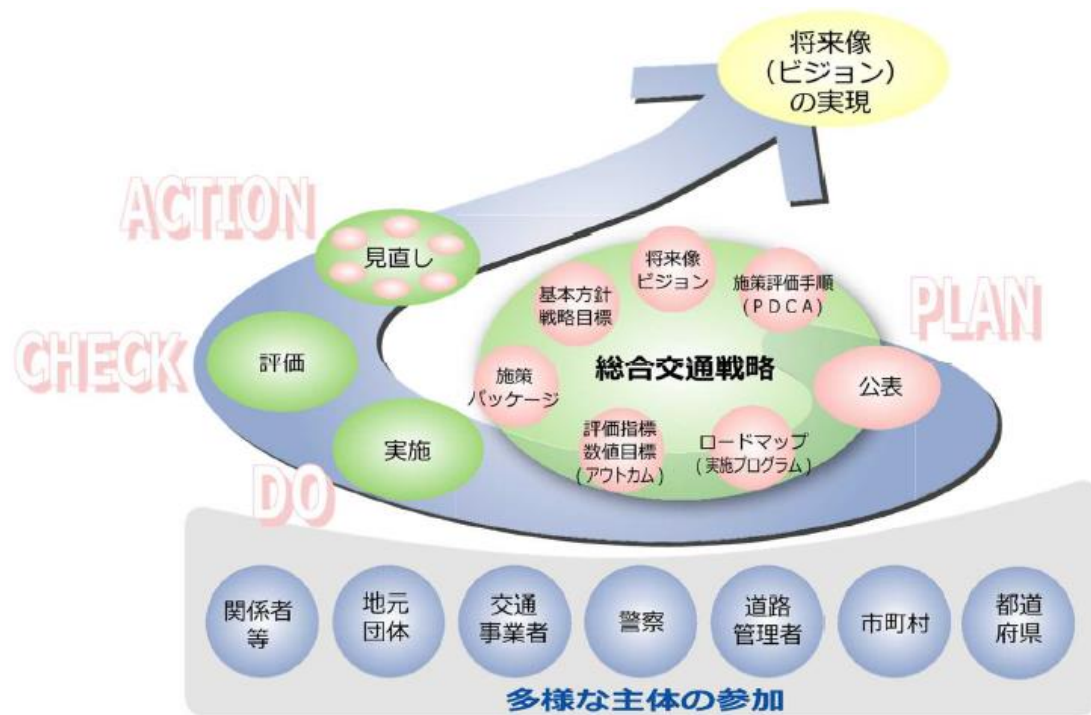 将来像
(ビジョン)
の実現
ACTION
見直し
将来像
ビジョン
基本方針
戦略目標
施策評価手順
(PDCA)
PLAN
CHECK
評価
総合交通戦略
施策
パッケージ
公表
実施
評価指標
数値目標
(アウトカム)
ロードマップ
(実施プログラム)
DO
関係者
等
地元
団体
交通
事業者
警察
道路
管理者
市町村
都道
府県
多様な主体の参加